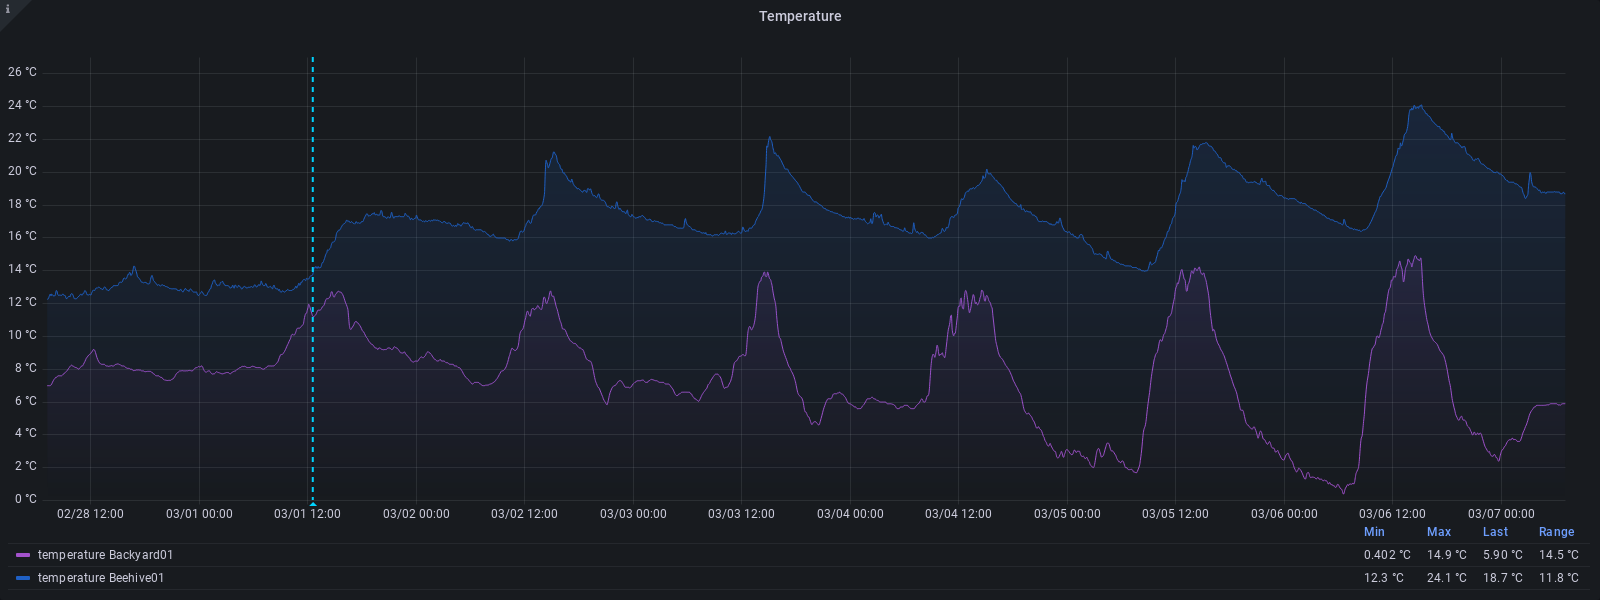 i
Temperature
26 °C
24 °C
22 °C
20 °C
18 °C
16 °C
14 °C
12 °C
10 °C
8 °C
6 °C
4 °C
2 °C
0 °C
02/28 12:00 03/01 00:00 03/01 12:00 03/02 00:00 03/02 12:00 03/03 00:00 03/03 12:00 03/04 00:00 03/04 12:00 03/05 00:00 03/05 12:00 03/06 00:00 03/06 12:00 03/07 00:00
Min Max Last Range
temperature Backyard01 0.402 °C 14.9 °C 5.90 °C 14.5 °C
temperature Beehive01 12.3 °C 24.1 °C 18.7 °C 11.8 °C